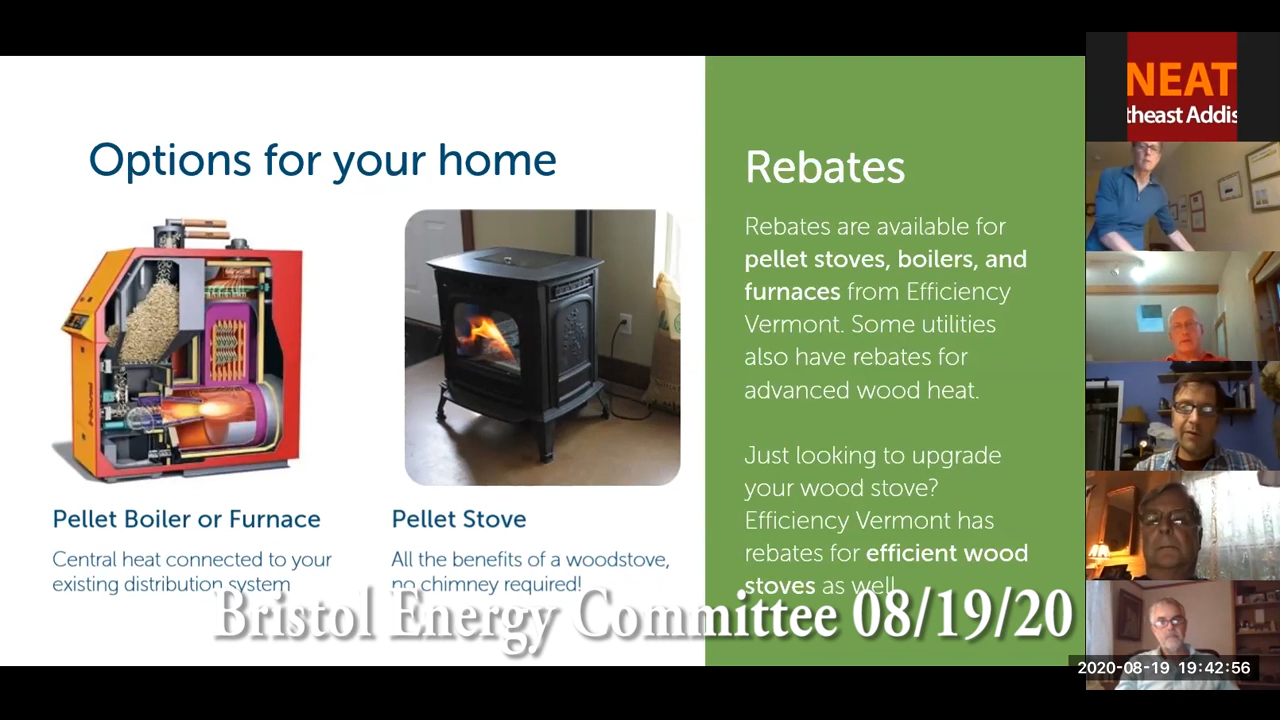 Options for your home
Pellet Boiler or Furnace
Central heat connected to your
existing distribution system
Pellet Stove
All the benefits of a woodstove,
no chimney required!
Rebates
Rebates are available for
pellet stoves, boilers, and
furnaces from Efficiency
Vermont. Some utilities
also have rebates for
advanced wood heat.
Just looking to upgrade
your wood stove?
Efficiency Vermont has
rebates for efficient wood
stoves as well
Bristol Energy Committee 08/19/20
NEAT
theast Addis
2020-08-19 19:42:56